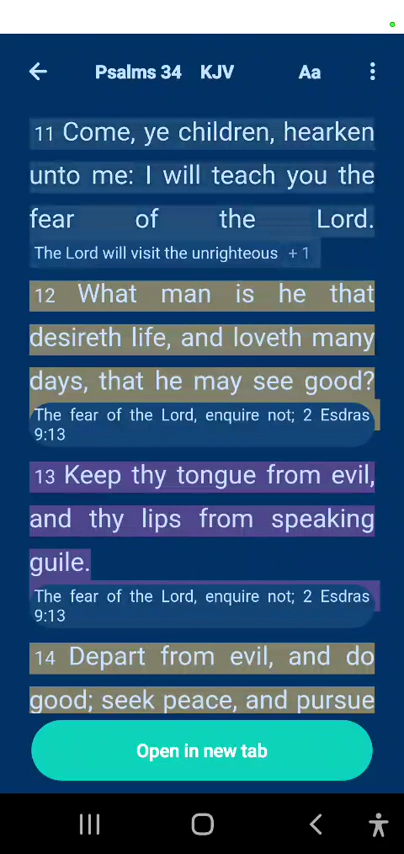 Psalms 34 KJV Aa
11 Come, ye children, hearken
unto me: I will teach you the
fear of the Lord.
The Lord will visit the unrighteous + 1
12 What man is he that
desireth life, and loveth many
days, that he may see good?
The fear of the Lord, enquire not; 2 Esdras
9:13
13 Keep thy tongue from evil,
and thy lips from speaking
guile.
The fear of the Lord, enquire not; 2 Esdras
9:13
14 Depart from evil, and do
good; seek peace, and pursue
Open in new tab